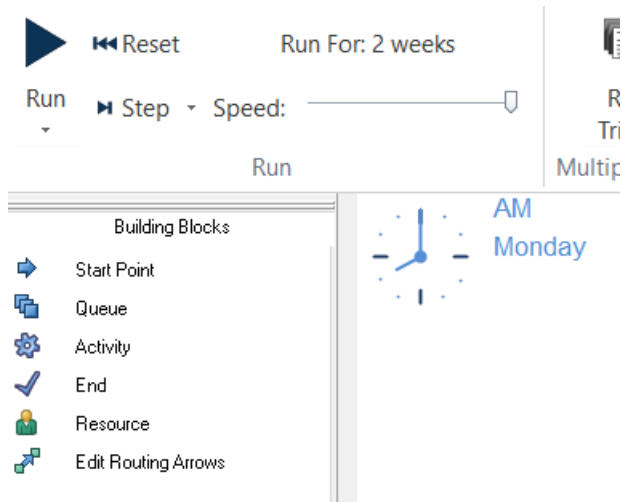 Reset
Run For: 2 weeks
Run
Step
Speed:
Run
Building Blocks
Start Point
Queue
Activity
End
Resource
Edit Routing Arrows
AM
Monday